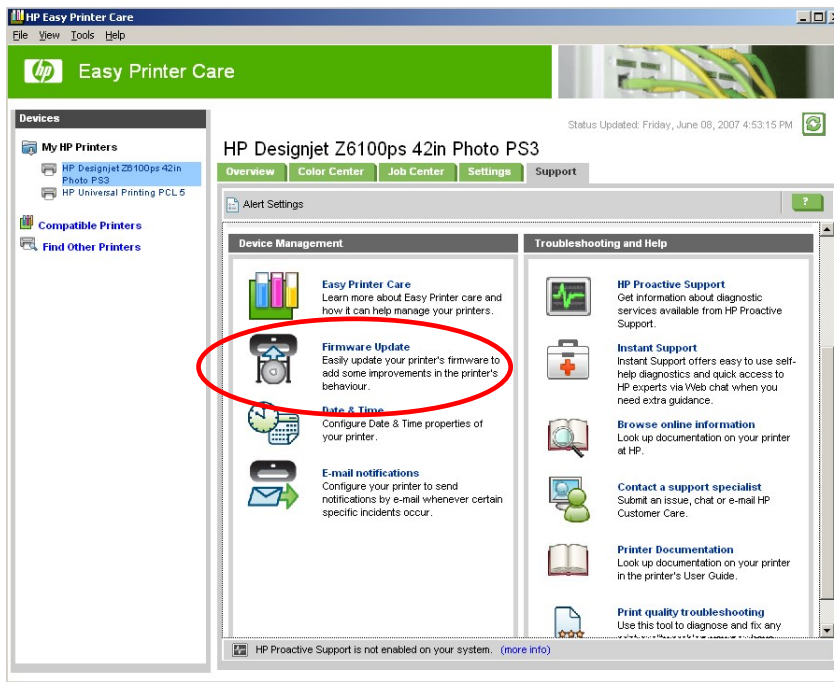 HP Easy Printer Care
File View Tools Help
hp Easy Printer Care
Devices
My HP Printers
HP Designjet Z6100ps 42in
Photo PS3
HP Universal Printing PCL 5
Compatible Printers
Find Other Printers
Status Updated: Friday, June 08, 2007 4:53:15 PM
HP Designjet Z6100ps 42in Photo PS3
Overview Color Center Job Center Settings Support
Alert Settings
?
Device Management
Easy Printer Care
Learn more about Easy Printer care and
how it can help manage your printers.
Firmware Update
Easily update your printer's firmware to
add some improvements in the printer's
behaviour.
Date & Time
Configure Date & Time properties of
your printer.
E-mail notifications
Configure your printer to send
notifications by e-mail whenever certain
specific incidents occur.
Troubleshooting and Help
HP Proactive Support
Get information about diagnostic
services available from HP Proactive
Support.
Instant Support
Instant Support offers easy to use self-
help diagnostics and quick access to
HP experts via Web chat when you
need extra guidance.
Browse online information
Look up documentation on your printer
at HP.
Contact a support specialist
Submit an issue, chat or e-mail HP
Customer Care.
Printer Documentation
Look up documentation on your printer
in the printer's User Guide.
Print quality troubleshooting
Use this tool to diagnose and fix any
HP Proactive Support is not enabled on your system. (more info)